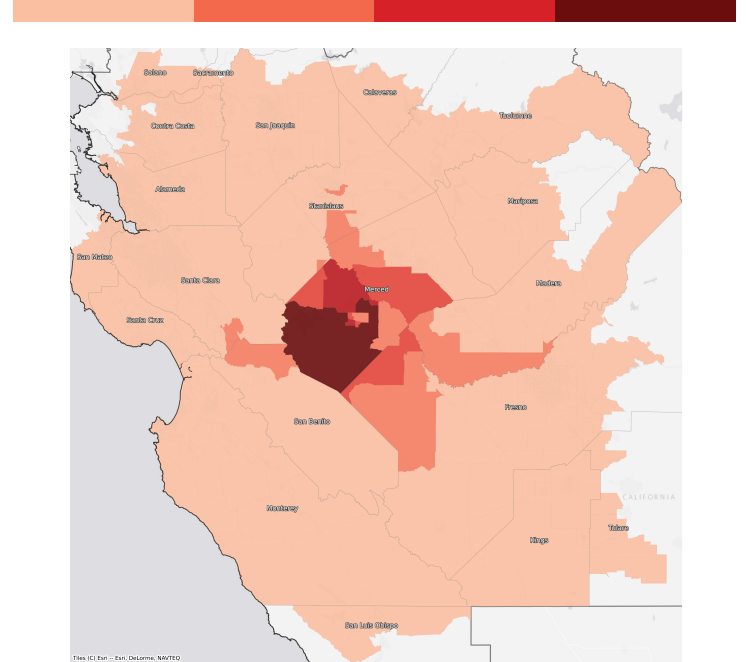 Solano
Sacramento
Calaveras
Tuolumne
Contra Costa
San Joaquin
Alameda
Stanislaus
Mariposa
San Mateo
Santa Clara
Merced
Madera
Santa Cruz
San Benito
Fresno
CALIFORNIA
Monterey
Tulare
Kings
San Luis Obispo
Tiles (C) Esri -- Esri, DeLorme, NAVTEQ